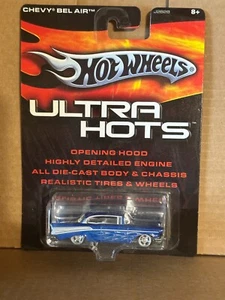 CHEVY® BEL AIR™
8+
HOT WHEELS
ULTRA
HOTS™
OPENING HOOD
HIGHLY DETAILED ENGINE
ALL DIE-CAST BODY & CHASSIS
REALISTIC TIRES & WHEELS